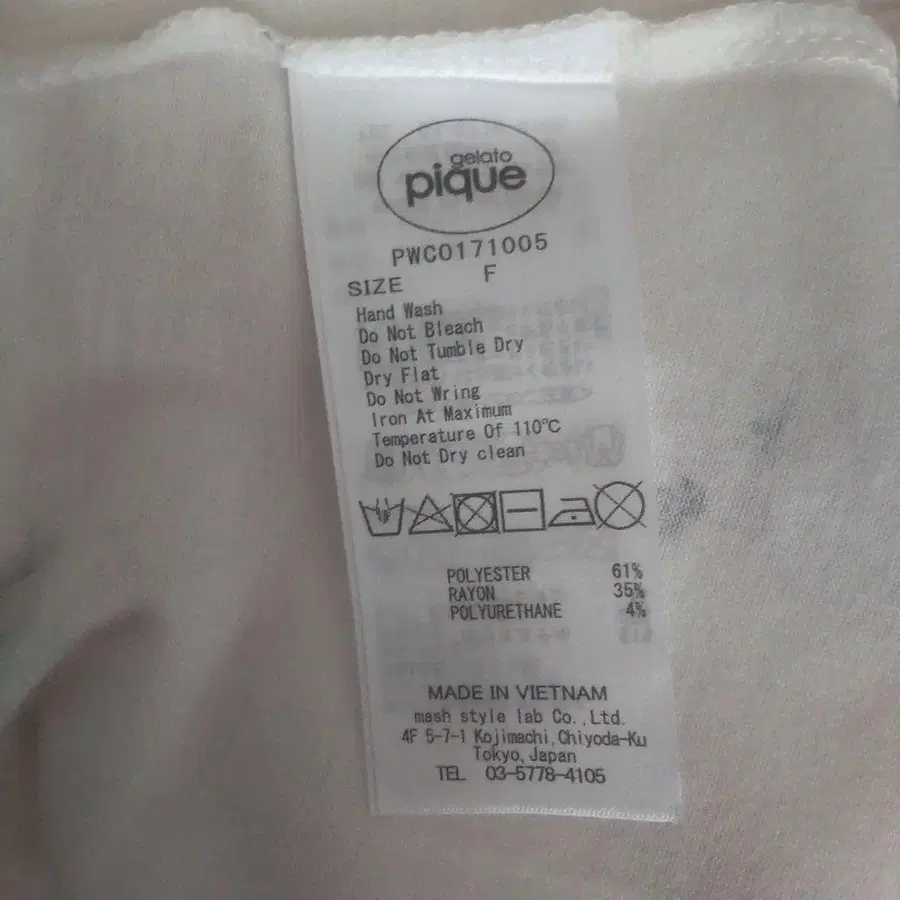 gelato
pique
PWCO171005
SIZE F
Hand Wash
Do Not Bleach
Do Not Tumble Dry
Dry Flat
Do Not Wring
Iron At Maximum
Temperature Of 110℃
Do Not Dry clean
POLYESTER 61%
RAYON 35%
POLYURETHANE 4%
MADE IN VIETNAM
mash style lab Co.,Ltd.
4F 5-7-1 Kojimachi,Chiyoda-Ku
Tokyo,Japan
TEL 03-5778-4105